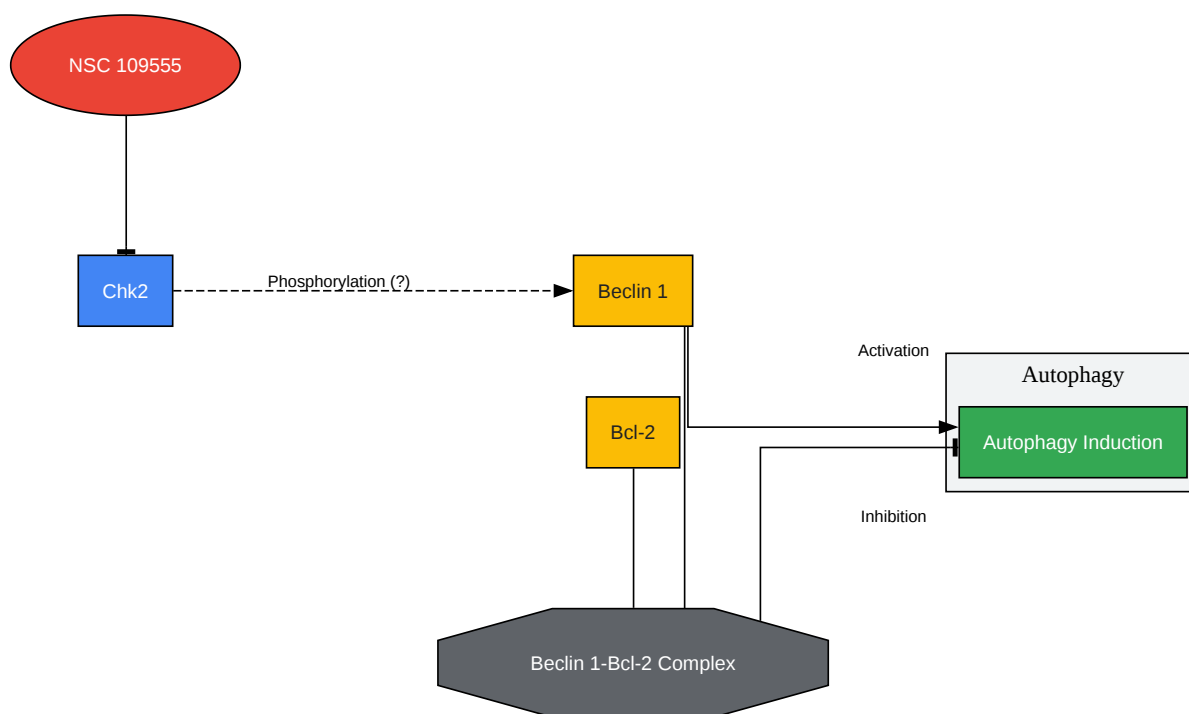 NSC 109555
Chk2
Phosphorylation (?)
Beclin 1
Activation
Autophagy
Bcl-2
Autophagy Induction
Inhibition
Beclin 1-Bcl-2 Complex